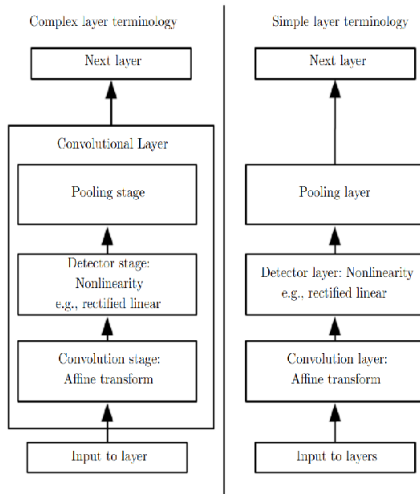 Complex layer terminology
Next layer
Convolutional Layer
Pooling stage
Detector stage:
Nonlinearity
e.g., rectified linear
Convolution stage:
Affine transform
Input to layer
Simple layer terminology
Next layer
Pooling layer
Detector layer: Nonlinearity
e.g., rectified linear
Convolution layer:
Affine transform
Input to layers